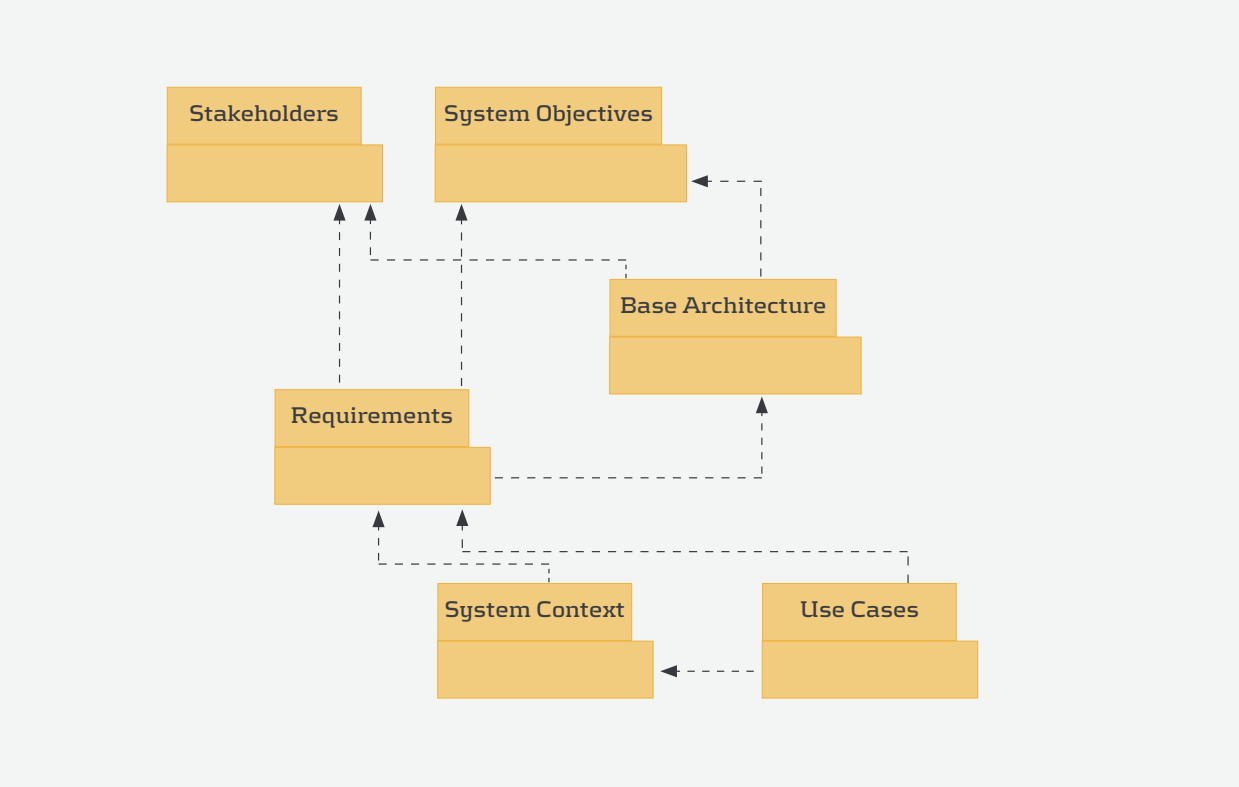 Stakeholders
System Objectives
Base Architecture
Requirements
System Context
Use Cases